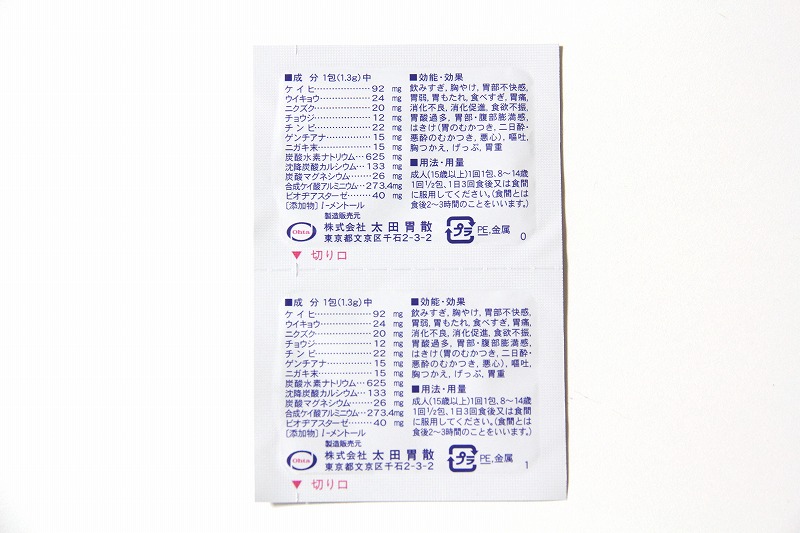 ■成 分 1包(1.3g)中
ケイヒ…………………92 mg
ウイキョウ………………24 mg
ニクズク…………………20 mg
チョウジ…………………12 mg
チンピ……………………22 mg
ゲンチアナ………………15 mg
ニガキ末…………………15 mg
炭酸水素ナトリウム…625 mg
沈降炭酸カルシウム…133 mg
炭酸マグネシウム………26 mg
合成ケイ酸アルミニウム…273.4mg
ビオヂアスターゼ………40 mg
[添加物] l-メントール
■効能・効果
飲みすぎ, 胸やけ, 胃部不快感,
胃弱, 胃もたれ, 食べすぎ, 胃痛,
消化不良, 消化促進, 食欲不振,
胃酸過多, 胃部・腹部膨満感,
はきけ(胃のむかつき, 二日酔・
悪酔のむかつき, 悪心), 嘔吐,
胸つかえ, げっぷ, 胃重
■用法・用量
成人(15歳以上)1回1包、8〜14歳
1回1/2包、1日3回食後又は食間
に服用してください。(食間とは
食後2〜3時間のことをいいます。)
製造販売元
Ohta
株式会社 太田胃散
東京都文京区千石2-3-2
プラ
PE,金属
0
▼ 切り口
■成 分 1包(1.3g)中
ケイヒ…………………92 mg
ウイキョウ………………24 mg
ニクズク…………………20 mg
チョウジ…………………12 mg
チンピ……………………22 mg
ゲンチアナ………………15 mg
ニガキ末…………………15 mg
炭酸水素ナトリウム…625 mg
沈降炭酸カルシウム…133 mg
炭酸マグネシウム………26 mg
合成ケイ酸アルミニウム…273.4mg
ビオヂアスターゼ………40 mg
[添加物] l-メントール
■効能・効果
飲みすぎ, 胸やけ, 胃部不快感,
胃弱, 胃もたれ, 食べすぎ, 胃痛,
消化不良, 消化促進, 食欲不振,
胃酸過多, 胃部・腹部膨満感,
はきけ(胃のむかつき, 二日酔・
悪酔のむかつき, 悪心), 嘔吐,
胸つかえ, げっぷ, 胃重
■用法・用量
成人(15歳以上)1回1包、8〜14歳
1回1/2包、1日3回食後又は食間
に服用してください。(食間とは
食後2〜3時間のことをいいます。)
製造販売元
Ohta
株式会社 太田胃散
東京都文京区千石2-3-2
プラ
PE,金属
1
▼ 切り口